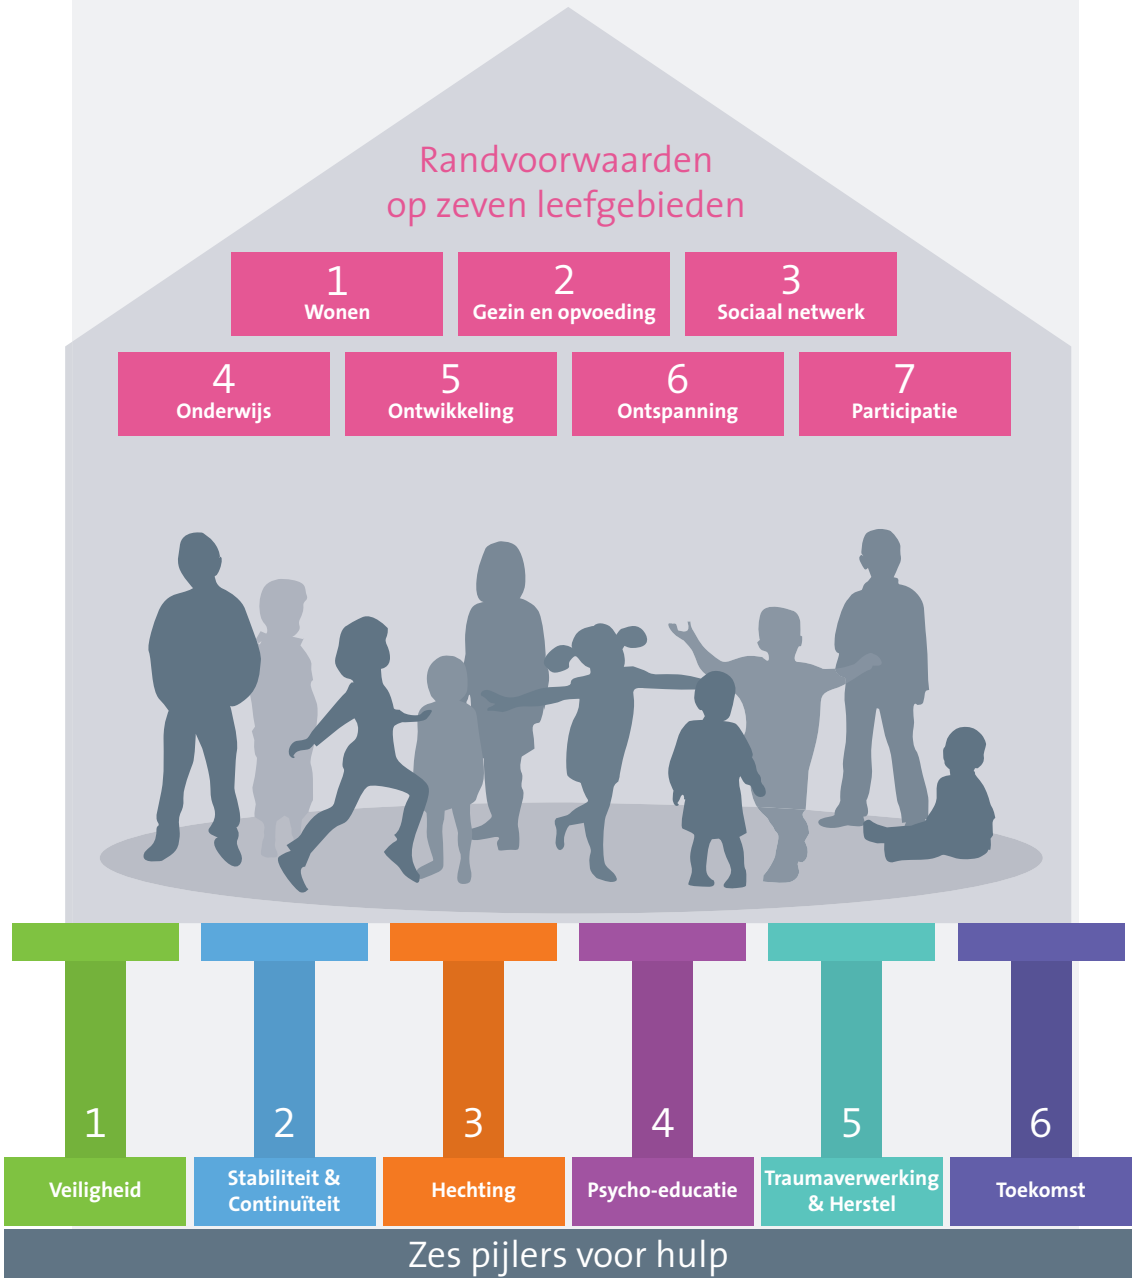 Randvoorwaarden
op zeven leefgebieden
1
Wonen
2
Gezin en opvoeding
3
Sociaal netwerk
4
Onderwijs
5
Ontwikkeling
6
Ontspanning
7
Participatie
1
Veiligheid
2
Stabiliteit &
Continuïteit
3
Hechting
4
Psycho-educatie
5
Traumaverwerking
& Herstel
6
Toekomst
Zes pijlers voor hulp